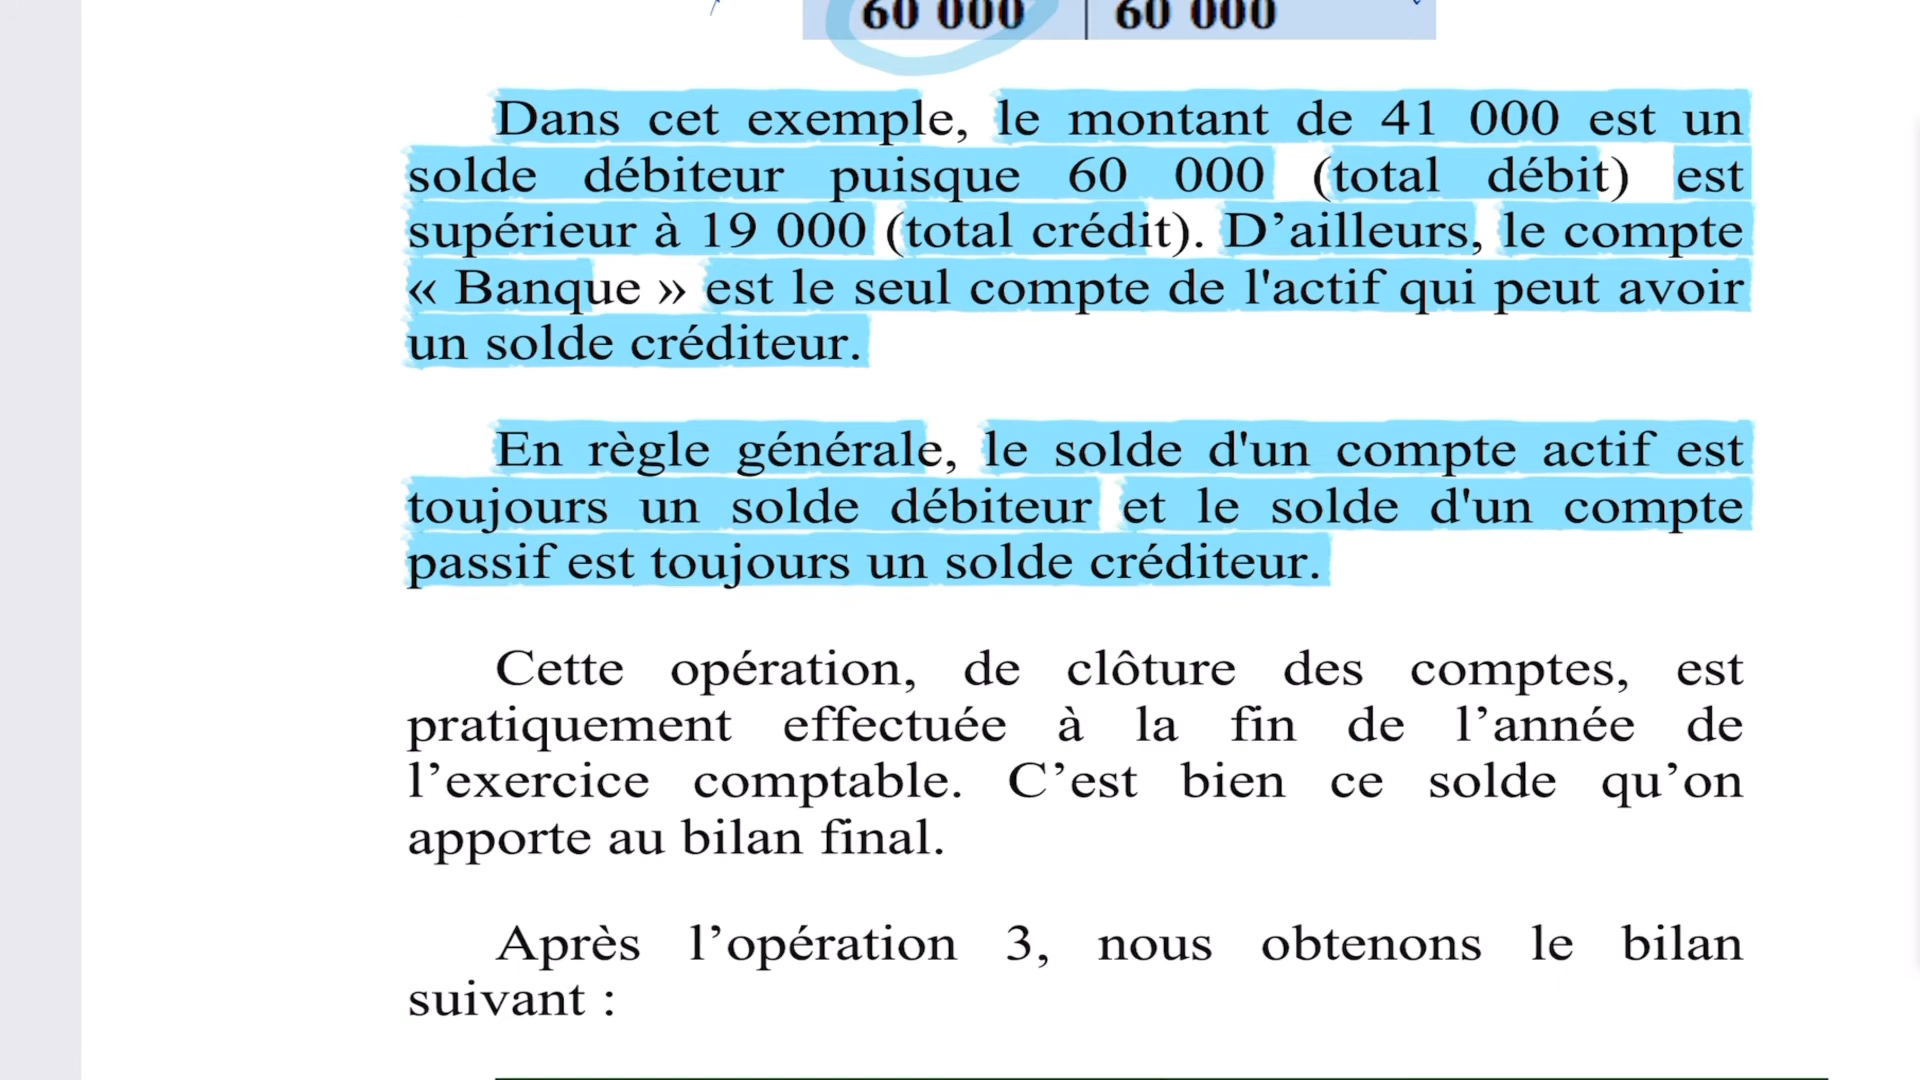 60 000 60 000
Dans cet exemple, le montant de 41 000 est un
solde débiteur puisque 60 000 (total débit) est
supérieur à 19 000 (total crédit). D’ailleurs, le compte
« Banque » est le seul compte de l'actif qui peut avoir
un solde créditeur.
En règle générale, le solde d'un compte actif est
toujours un solde débiteur et le solde d'un compte
passif est toujours un solde créditeur.
Cette opération, de clôture des comptes, est
pratiquement effectuée à la fin de l’année de
l’exercice comptable. C’est bien ce solde qu’on
apporte au bilan final.
Après l’opération 3, nous obtenons le bilan
suivant :